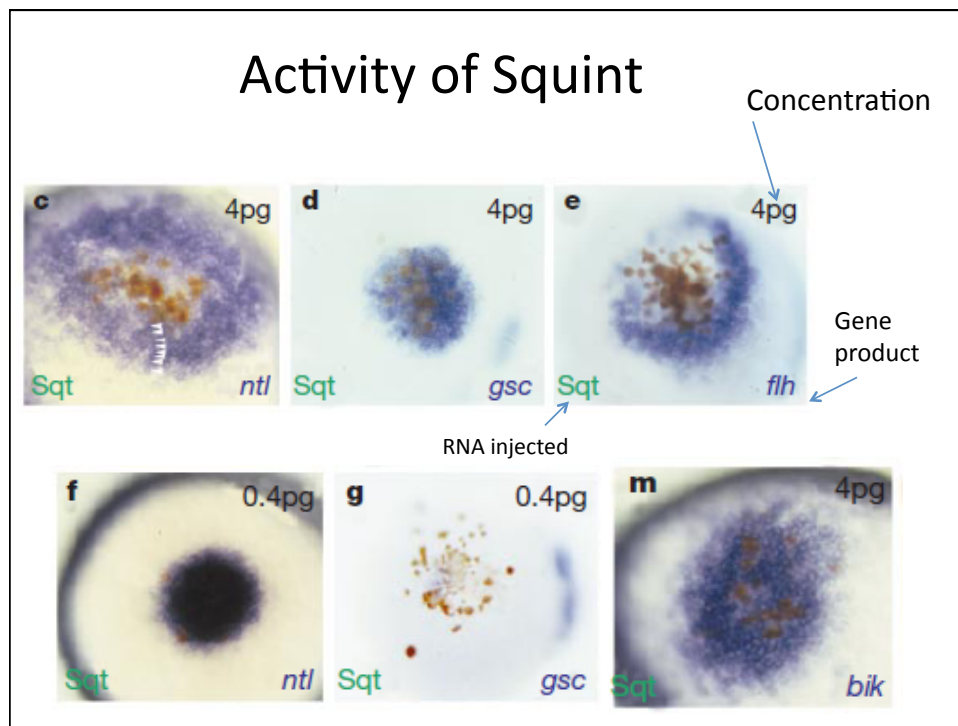 Activity of Squint
Concentration
c 4pg
d 4pg
e 4pg
Sqt ntl
Sqt gsc
Sqt flh
Gene
product
RNA injected
f 0.4pg
g 0.4pg
m 4pg
Sqt ntl
Sqt gsc
Sqt bik